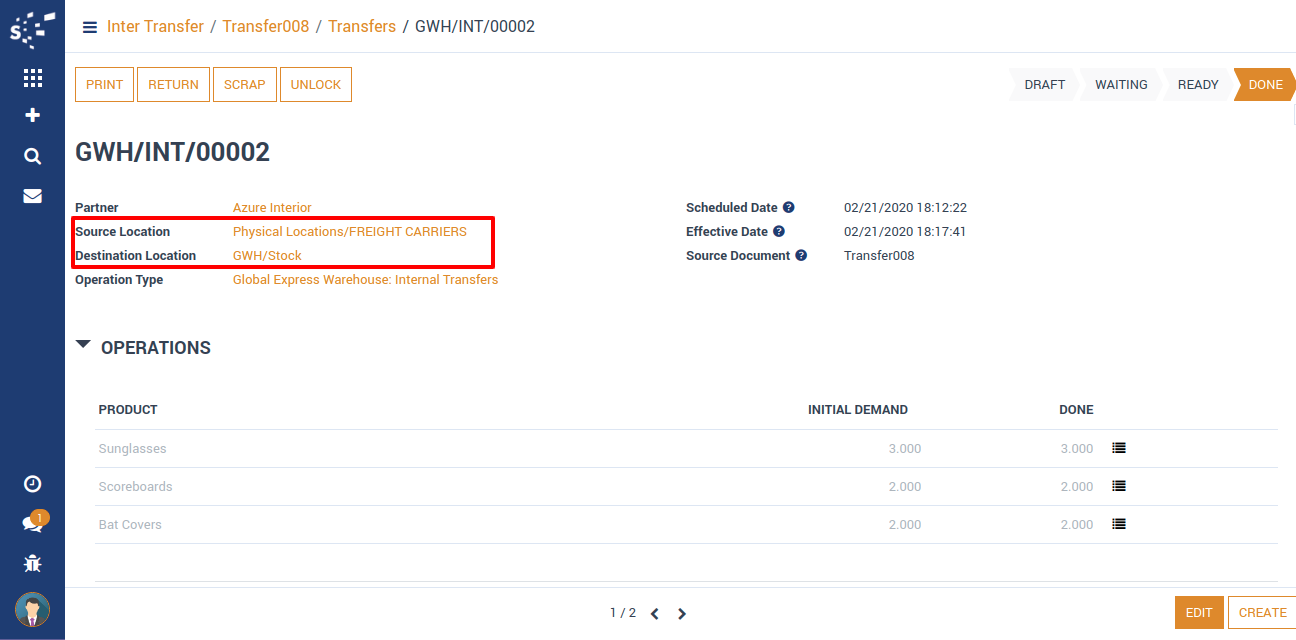 S
Inter Transfer / Transfer008 / Transfers / GWH/INT/00002
PRINT RETURN SCRAP UNLOCK DRAFT WAITING READY DONE
GWH/INT/00002
Partner Azure Interior Scheduled Date ? 02/21/2020 18:12:22
Source Location Physical Locations/FREIGHT CARRIERS Effective Date ? 02/21/2020 18:17:41
Destination Location GWH/Stock Source Document ? Transfer008
Operation Type Global Express Warehouse: Internal Transfers
OPERATIONS
PRODUCT INITIAL DEMAND DONE
Sunglasses 3.000 3.000
Scoreboards 2.000 2.000
Bat Covers 2.000 2.000
1
1 / 2 EDIT CREATE